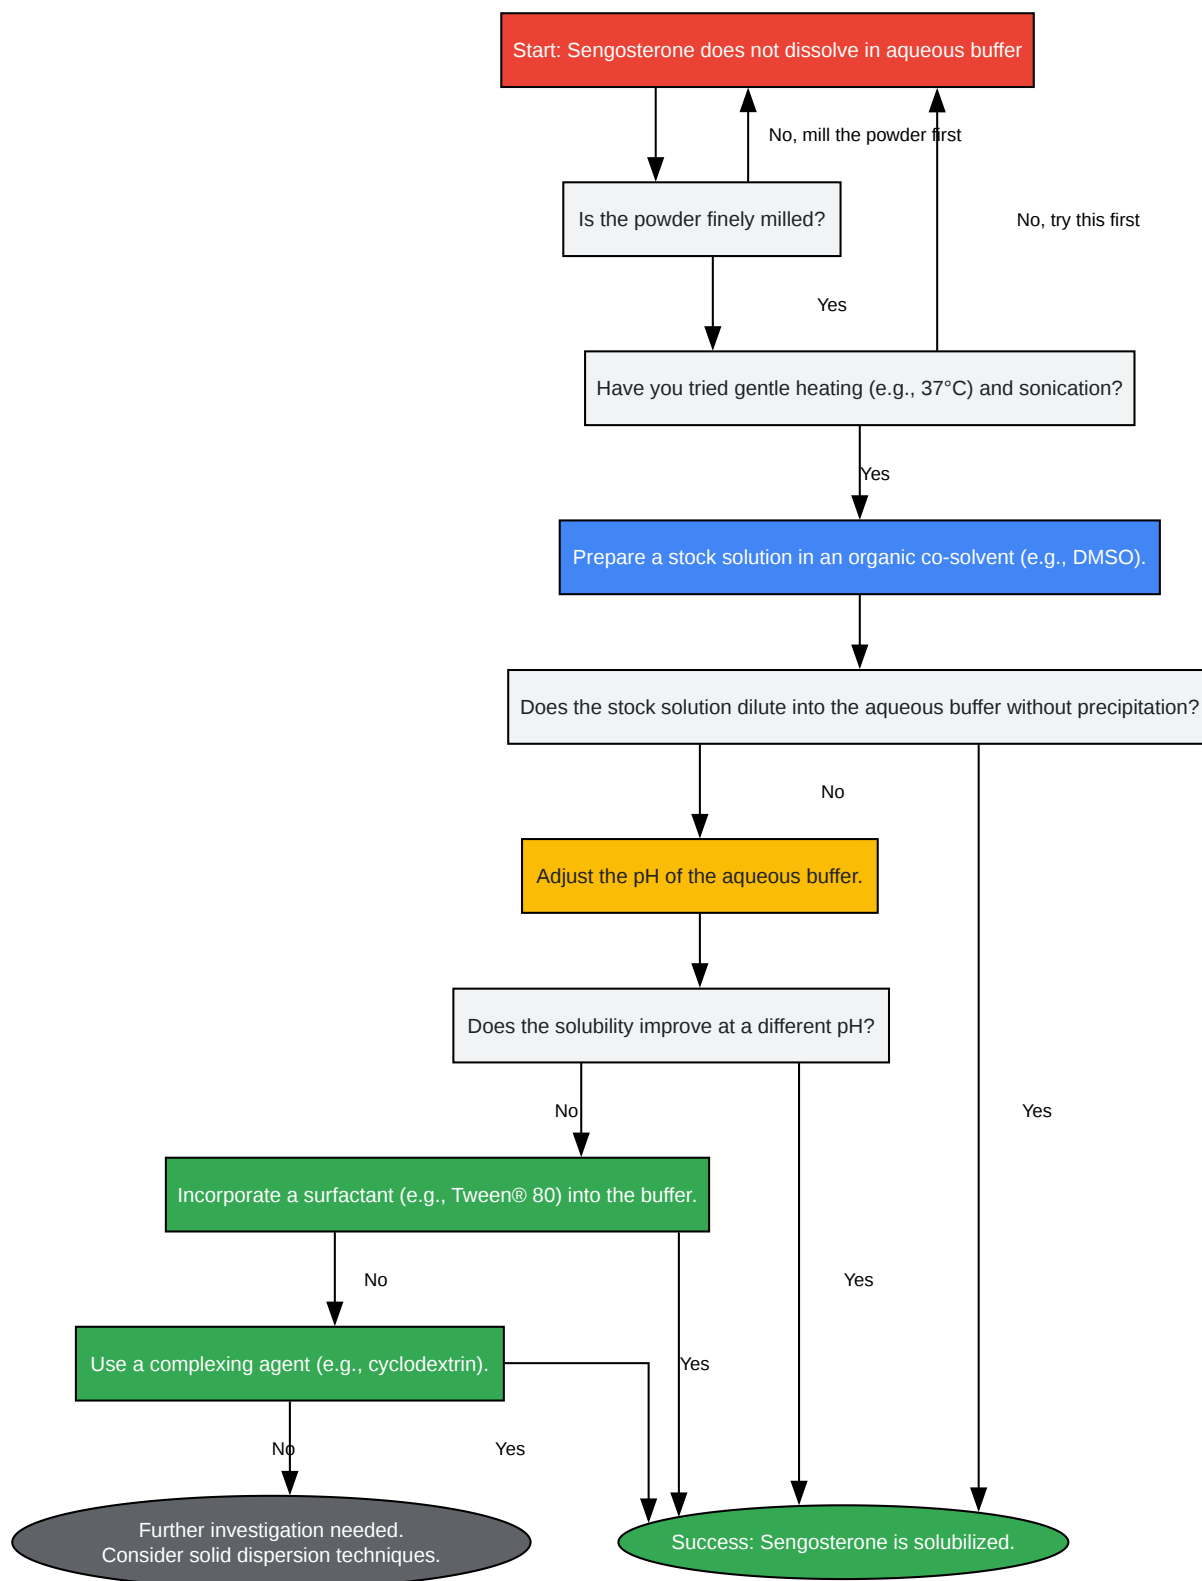 Start: Sengosterone does not dissolve in aqueous buffer
No, mill the powder first
Is the powder finely milled?
No, try this first
Yes
Have you tried gentle heating (e.g., 37°C) and sonication?
Yes
Prepare a stock solution in an organic co-solvent (e.g., DMSO).
Does the stock solution dilute into the aqueous buffer without precipitation?
No
Adjust the pH of the aqueous buffer.
Does the solubility improve at a different pH?
No
Yes
Incorporate a surfactant (e.g., Tween® 80) into the buffer.
No
Yes
Use a complexing agent (e.g., cyclodextrin).
Yes
No
Yes
Further investigation needed.
Consider solid dispersion techniques.
Success: Sengosterone is solubilized.